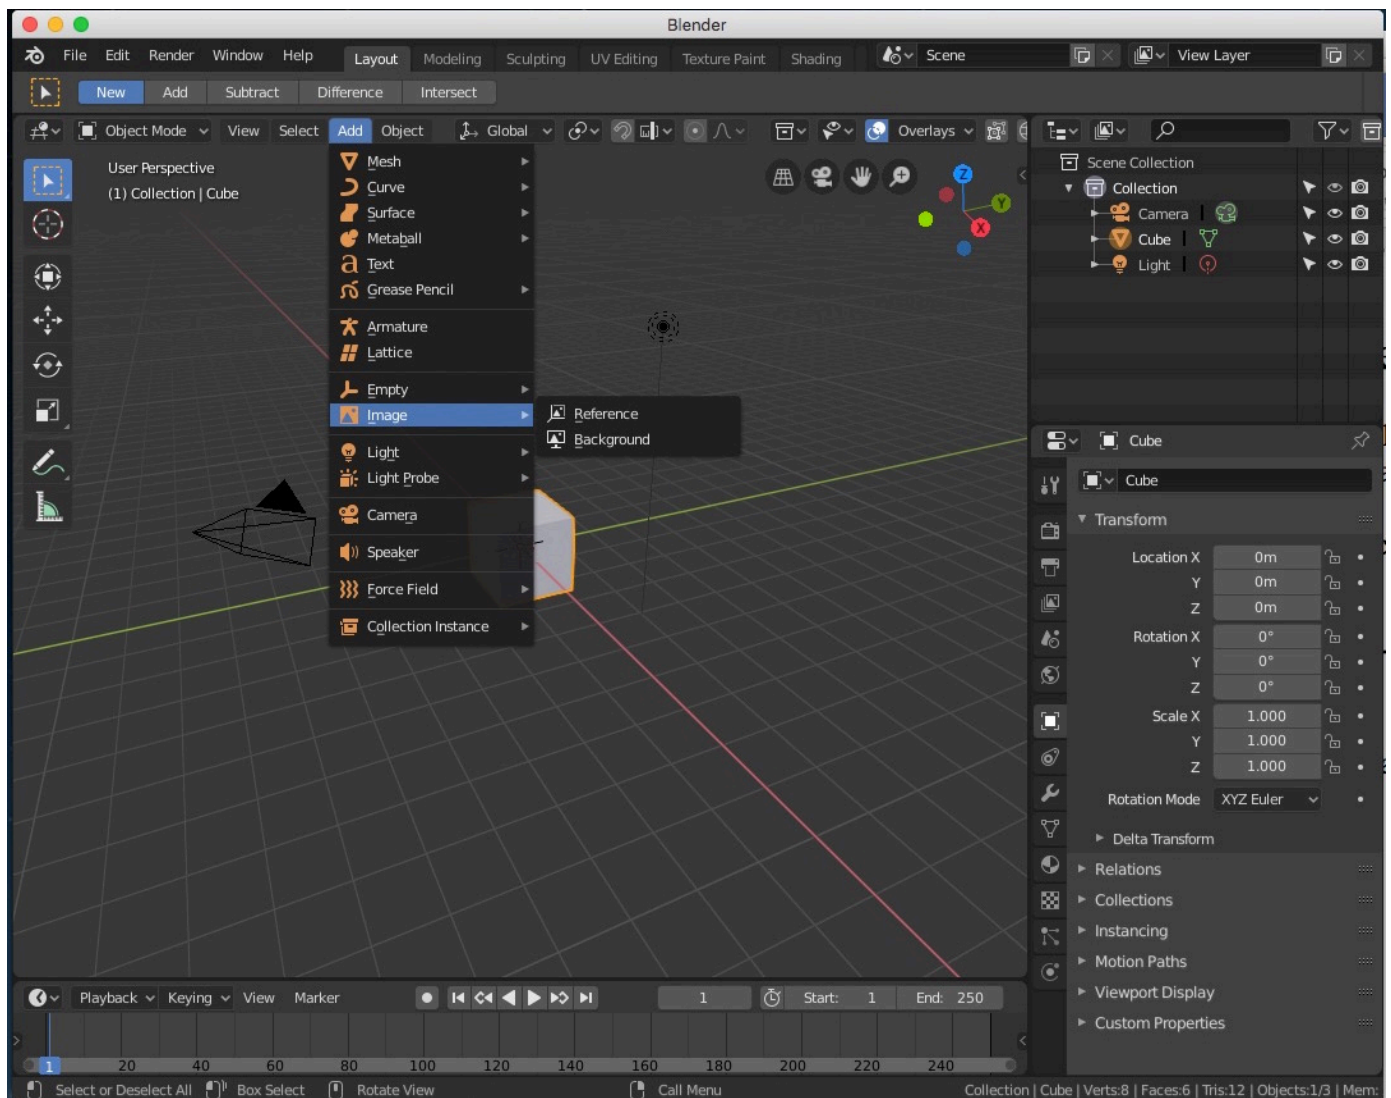 Blender
File Edit Render Window Help Layout Modeling Sculpting UV Editing Texture Paint Shading Scene View Layer
New Add Subtract Difference Intersect
Object Mode View Select Add Object Global Overlays
User Perspective
(1) Collection | Cube
Mesh
Curve
Surface
Metaball
Text
Grease Pencil
Armature
Lattice
Empty
Image
Reference
Background
Light
Light Probe
Camera
Speaker
Force Field
Collection Instance
Z
Y
X
Scene Collection
Collection
Camera
Cube
Light
Cube
Cube
Transform
Location X 0m
Y 0m
Z 0m
Rotation X 0°
Y 0°
Z 0°
Scale X 1.000
Y 1.000
Z 1.000
Rotation Mode XYZ Euler
Delta Transform
Relations
Collections
Instancing
Motion Paths
Viewport Display
Custom Properties
Playback Keying View Marker 1 Start: 1 End: 250
1 20 40 60 80 100 120 140 160 180 200 220 240
Select or Deselect All Box Select Rotate View Call Menu Collection | Cube | Verts:8 | Faces:6 | Tris:12 | Objects:1/3 | Mem: